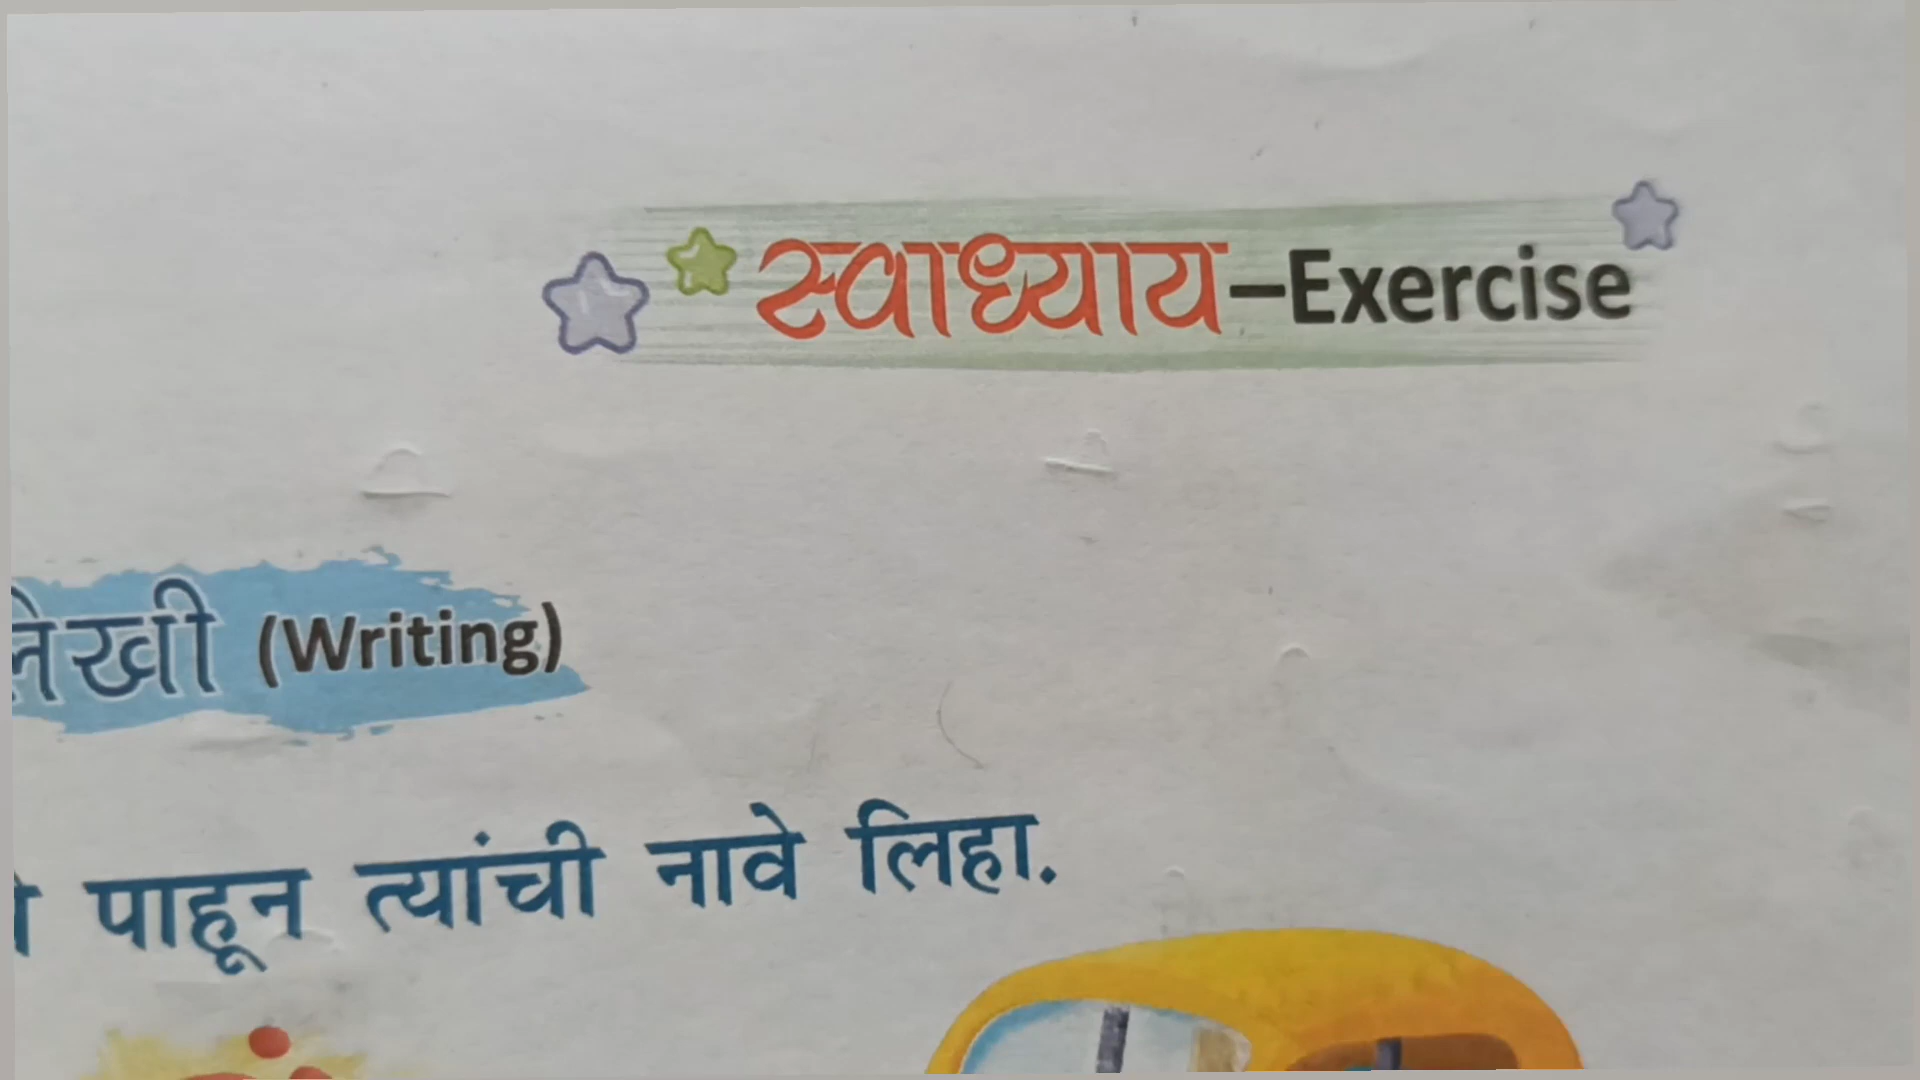 स्वाध्याय–Exercise
लेखी (Writing)
पाहून त्यांची नावे लिहा.